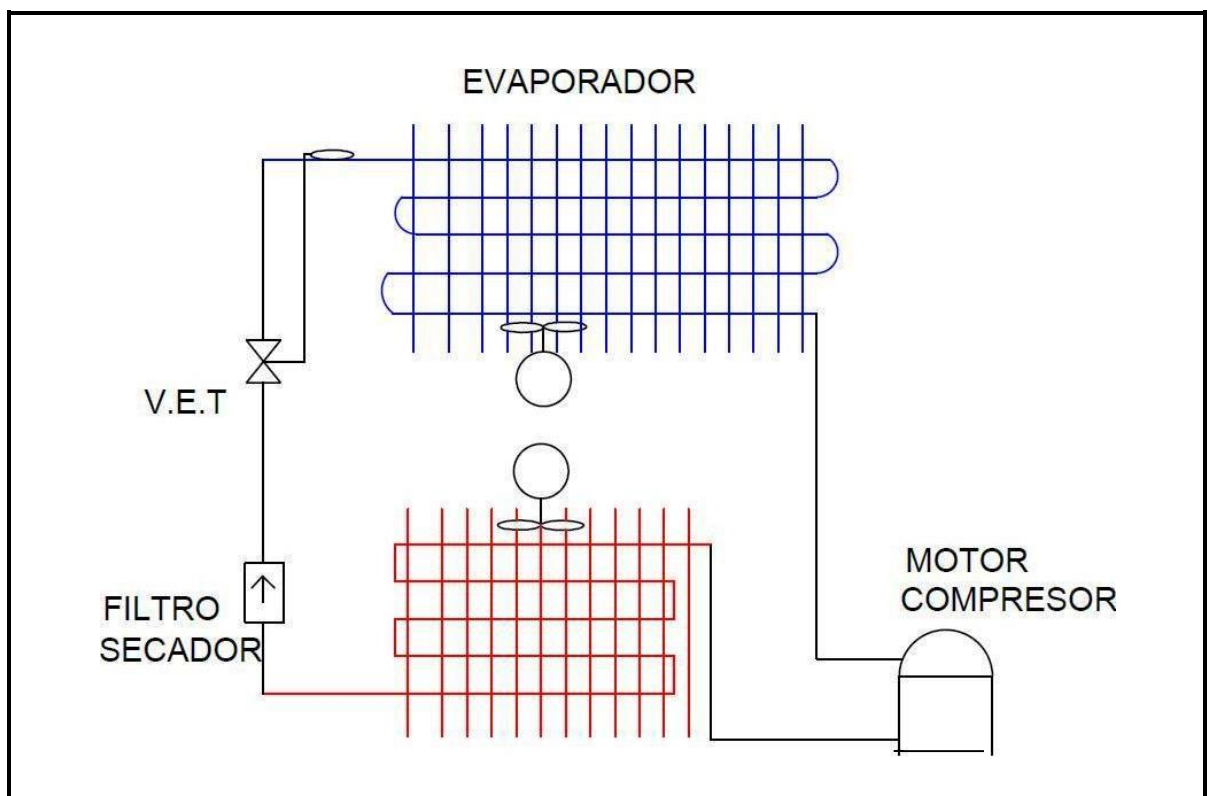 EVAPORADOR
V.E.T
FILTRO
SECADOR
MOTOR
COMPRESOR